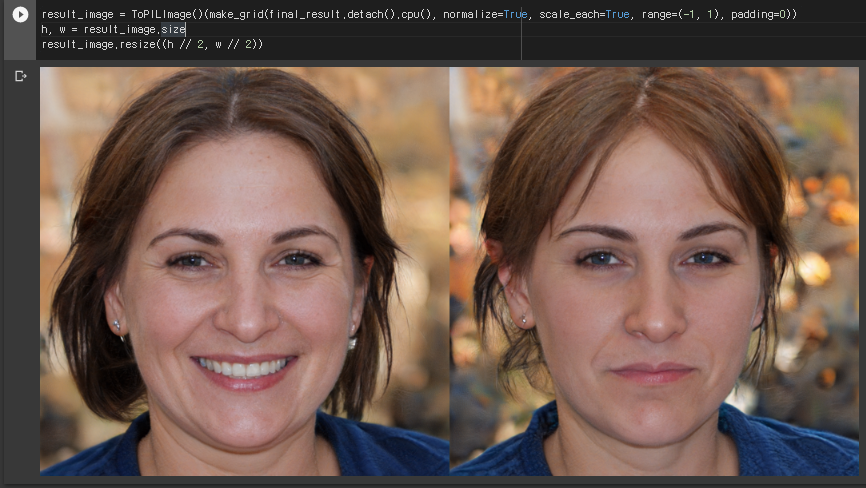 result_image = ToPILImage()(make_grid(final_result.detach().cpu(), normalize=True, scale_each=True, range=(-1, 1), padding=0))
h, w = result_image.size
result_image.resize((h // 2, w // 2))